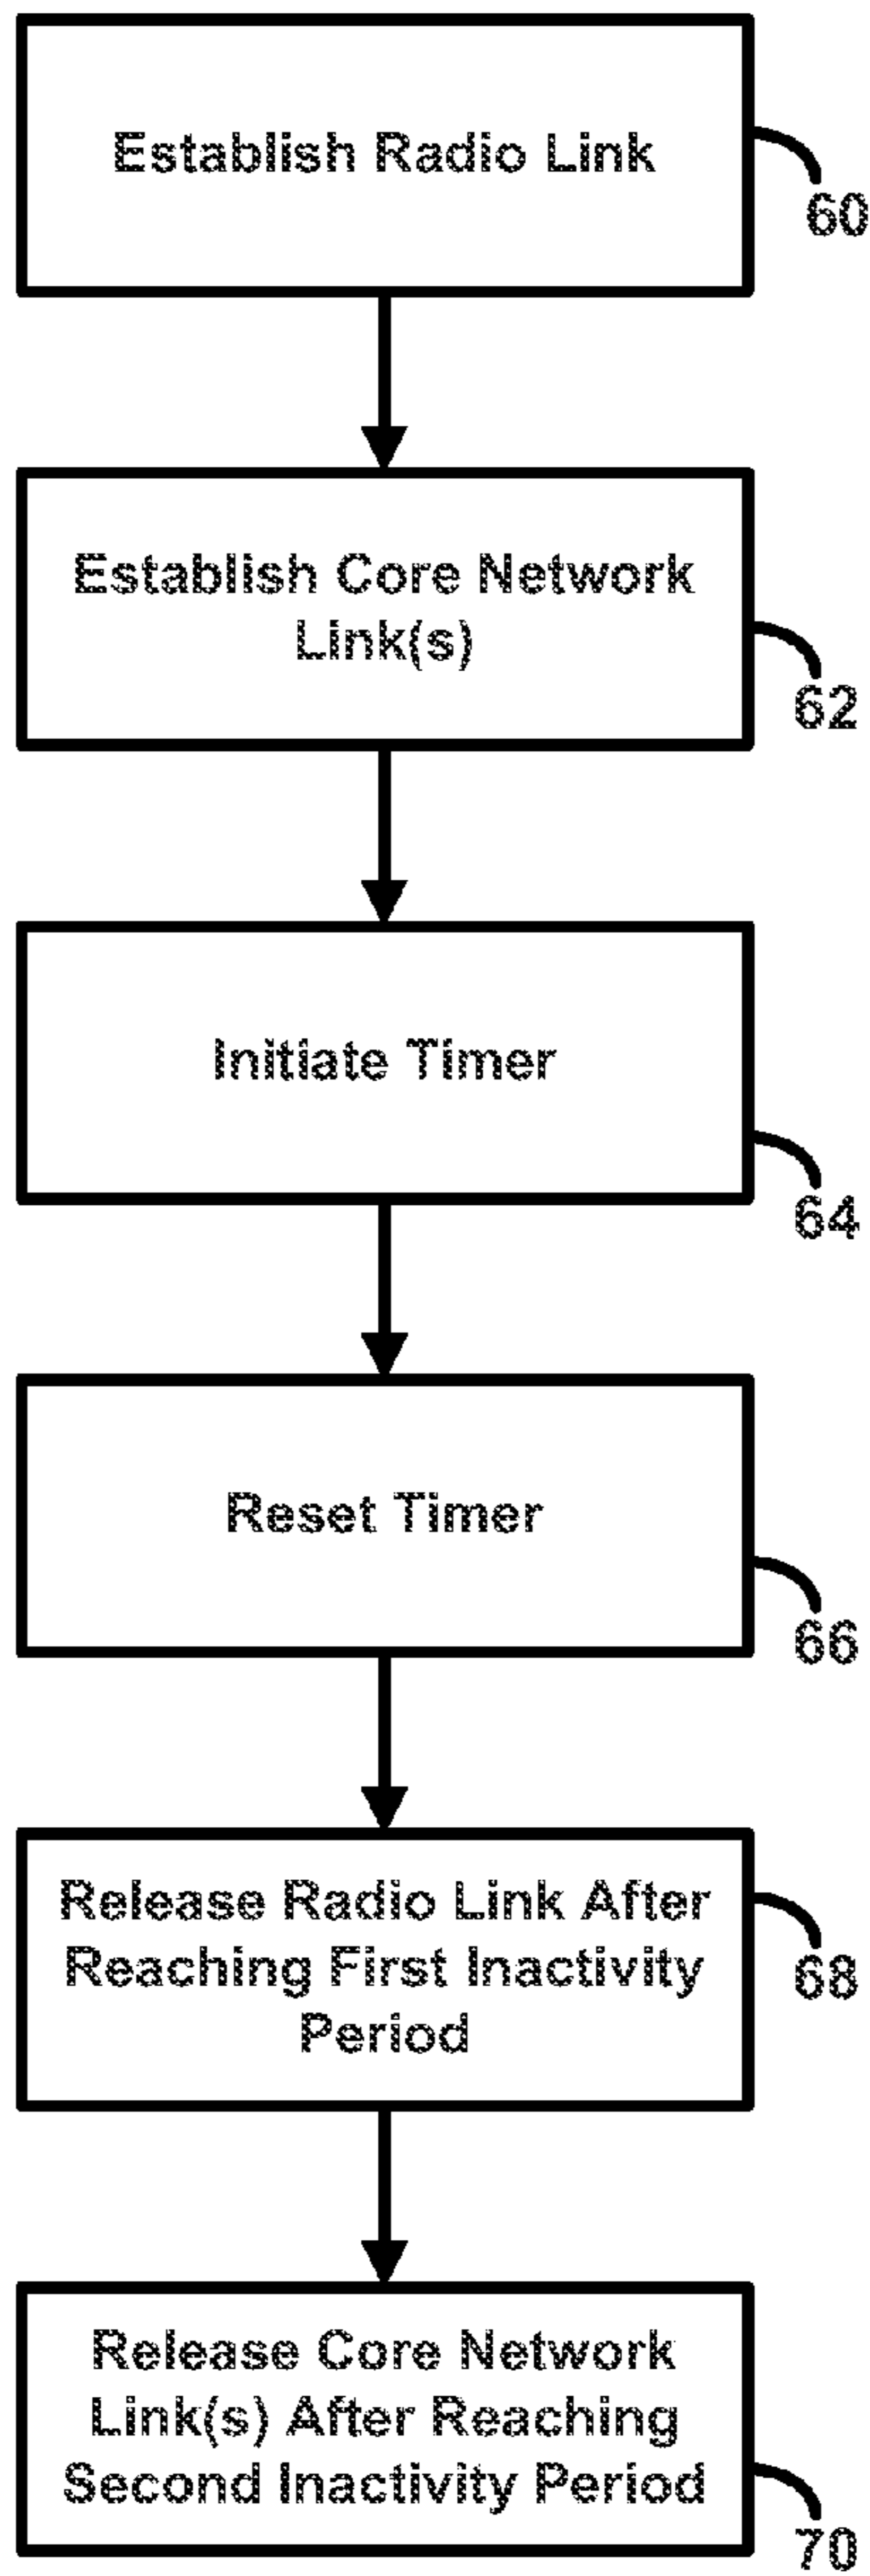 Establish Radio Link
60
Establish Core Network
Link(s)
62
Initiate Timer
64
Reset Timer
66
Release Radio Link After
Reaching First Inactivity
Period
68
Release Core Network
Link(s) After Reaching
Second Inactivity Period
70